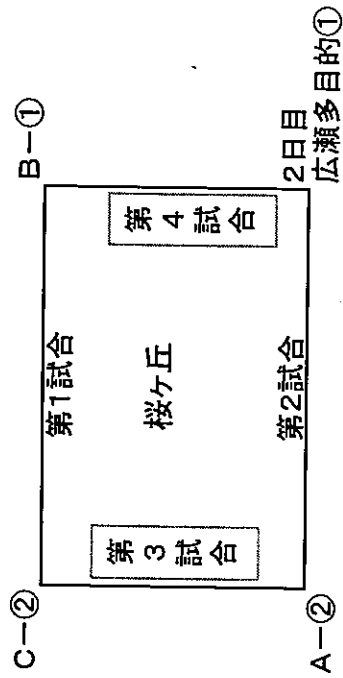 C－② B－①
第1試合
第３試合
桜ヶ丘
第４試合
第2試合
A－②
2日目
広瀬多目的①